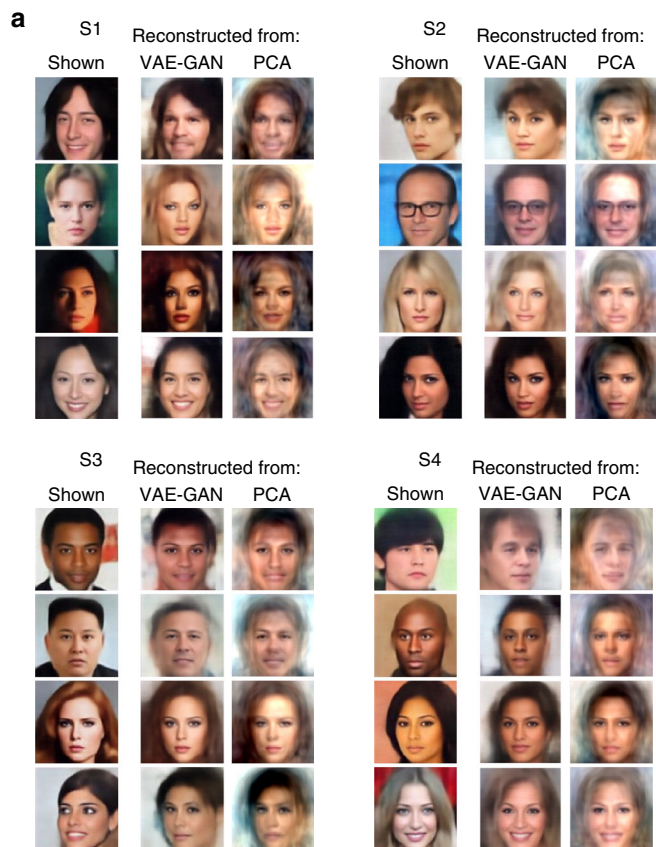 a
S1
Reconstructed from:
Shown VAE-GAN PCA
S2
Reconstructed from:
Shown VAE-GAN PCA
S3
Reconstructed from:
Shown VAE-GAN PCA
S4
Reconstructed from:
Shown VAE-GAN PCA